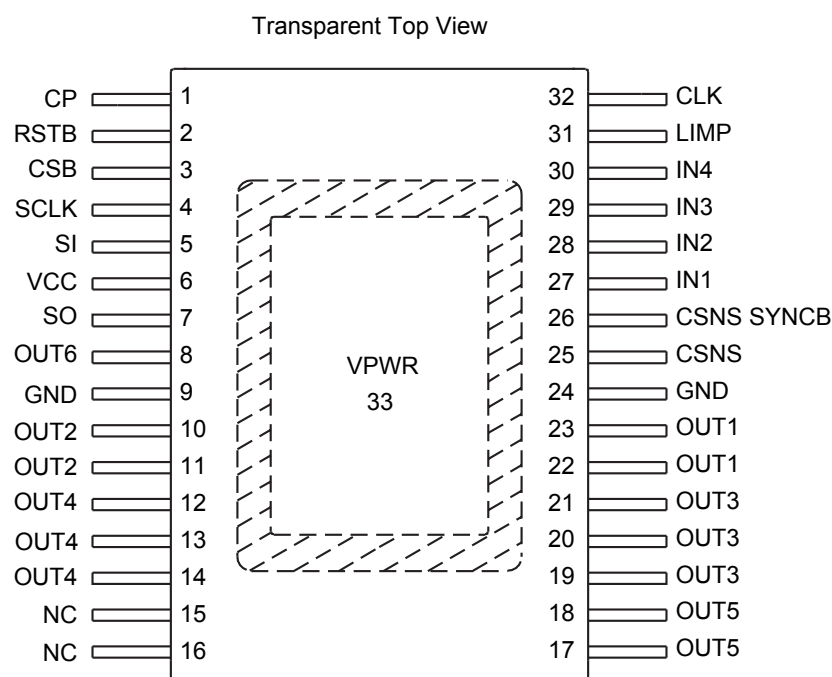 Transparent Top View
CP 1 32 CLK
RSTB 2 31 LIMP
CSB 3 30 IN4
SCLK 4 29 IN3
SI 5 28 IN2
VCC 6 27 IN1
SO 7 26 CSNS SYNCB
OUT6 8 25 CSNS
GND 9 24 GND
OUT2 10 23 OUT1
OUT2 11 22 OUT1
OUT4 12 21 OUT3
OUT4 13 20 OUT3
OUT4 14 19 OUT3
NC 15 18 OUT5
NC 16 17 OUT5
VPWR
33